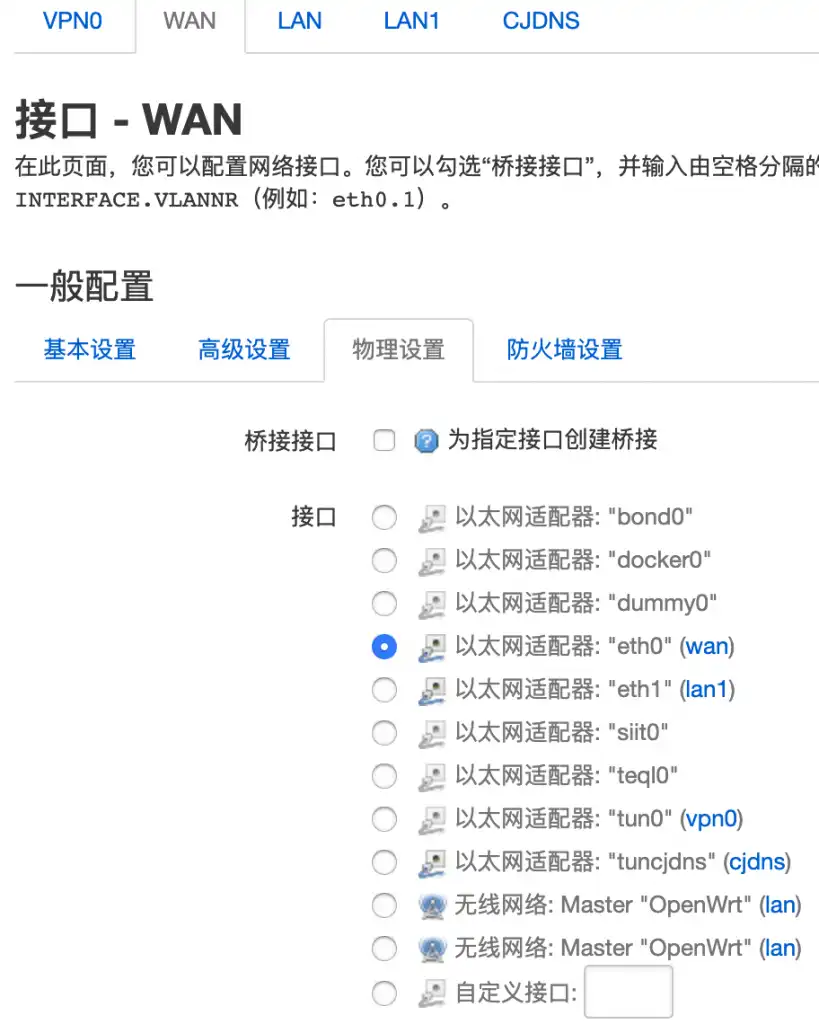 VPN0 WAN LAN LAN1 CJDNS
接口 - WAN
在此页面，您可以配置网络接口。您可以勾选“桥接接口”，并输入由空格分隔的
INTERFACE.VLANNR（例如：eth0.1）。
一般配置
基本设置 高级设置 物理设置 防火墙设置
桥接接口 为指定接口创建桥接
接口 以太网适配器: "bond0"
以太网适配器: "docker0"
以太网适配器: "dummy0"
以太网适配器: "eth0" (wan)
以太网适配器: "eth1" (lan1)
以太网适配器: "siit0"
以太网适配器: "teql0"
以太网适配器: "tun0" (vpn0)
以太网适配器: "tuncjdns" (cjdns)
无线网络: Master "OpenWrt" (lan)
无线网络: Master "OpenWrt" (lan)
自定义接口: